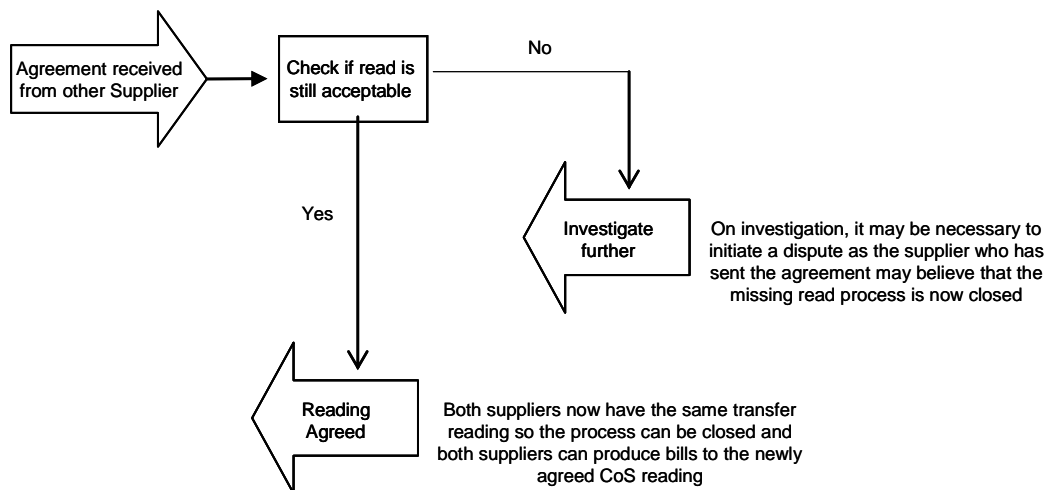 Agreement received
from other Supplier
Check if read is
still acceptable
No
Yes
Investigate
further
On investigation, it may be necessary to
initiate a dispute as the supplier who has
sent the agreement may believe that the
missing read process is now closed
Reading
Agreed
Both suppliers now have the same transfer
reading so the process can be closed and
both suppliers can produce bills to the newly
agreed CoS reading